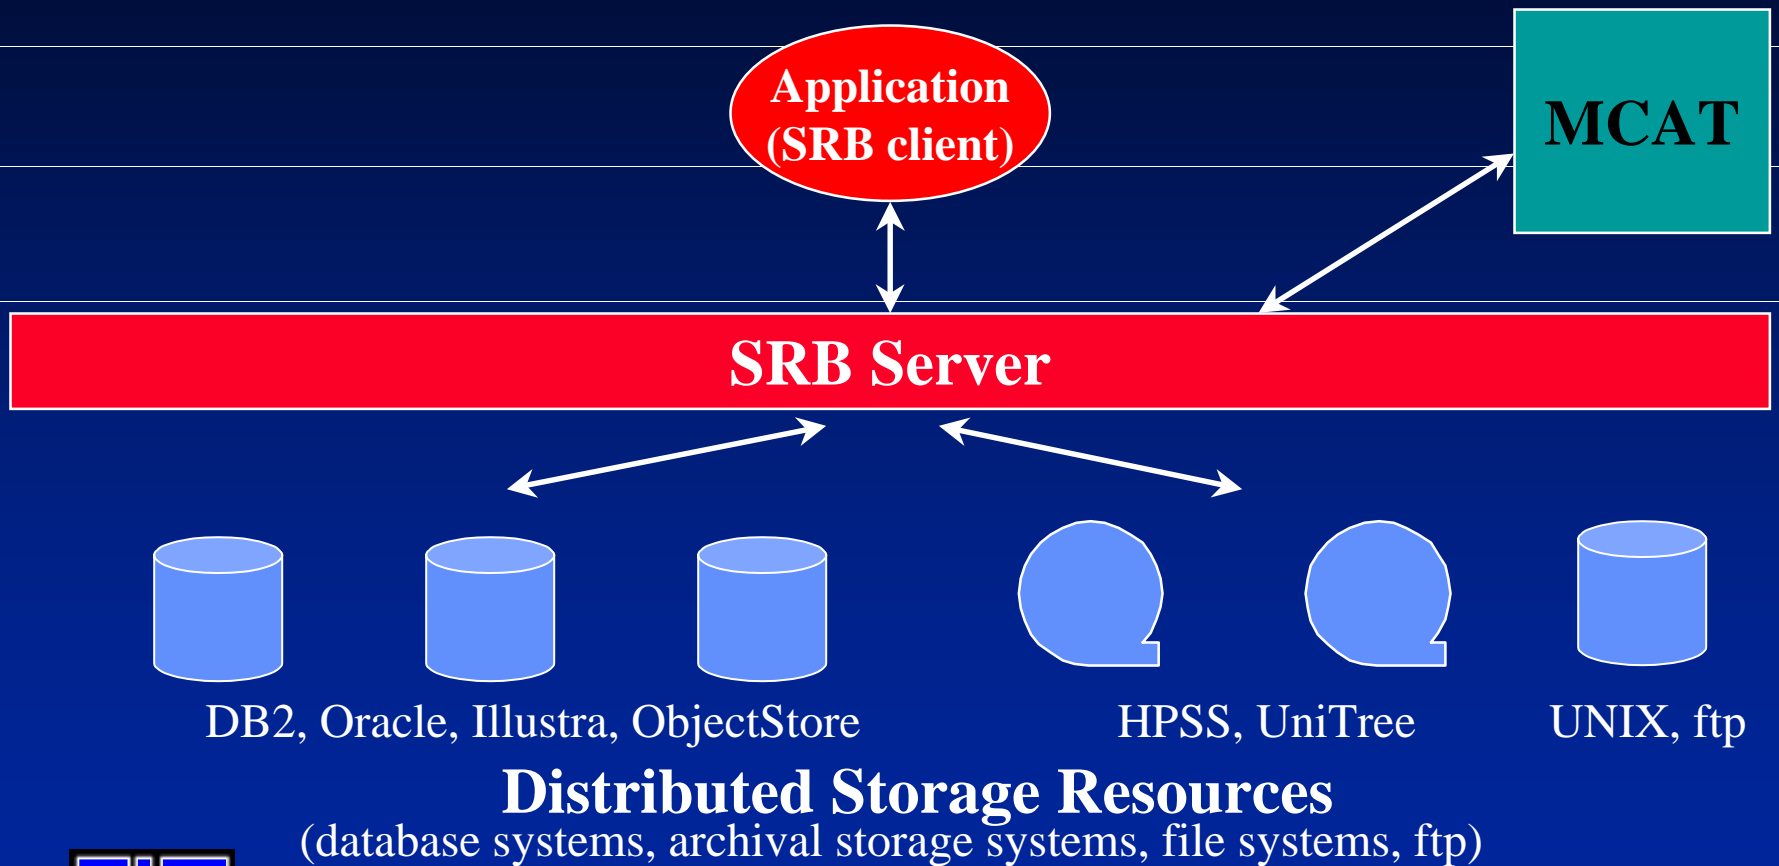 Application
(SRB client)
MCAT
SRB Server
DB2, Oracle, Illustra, ObjectStore
HPSS, UniTree
UNIX, ftp
Distributed Storage Resources
(database systems, archival storage systems, file systems, ftp)